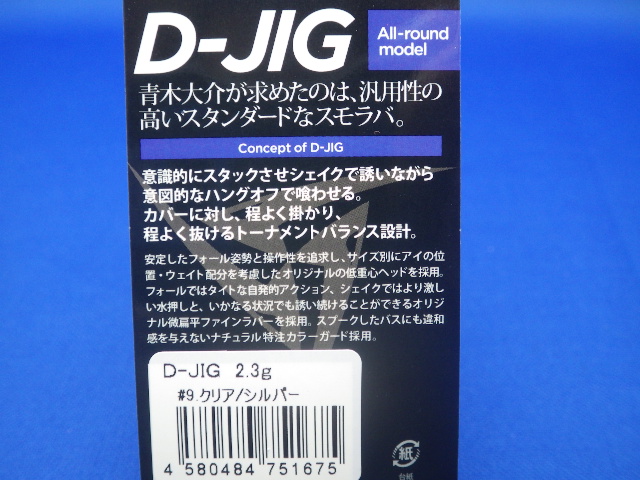 D-JIG
All-round
model
青木大介が求めたのは、汎用性の
高いスタンダードなスモラバ。
Concept of D-JIG
意識的にスタックさせシェイクで誘いながら
意図的なハングオフで喰わせる。
カバーに対し、程よく掛かり、
程よく抜けるトーナメントバランス設計。
安定したフォール姿勢と操作性を追求し、サイズ別にアイの位
置・ウェイト配分を考慮したオリジナルの低重心ヘッドを採用。
フォールではタイトな自発的アクション、シェイクではより激し
い水押しと、いかなる状況でも誘い続けることができるオリジ
ナル微扁平ファインラバーを採用。スプークしたバスにも違和
感を与えないナチュラル特注カラーガード採用。
D-JIG 2.3g
#9.クリア/シルバー
4 580484 751675
紙
台紙